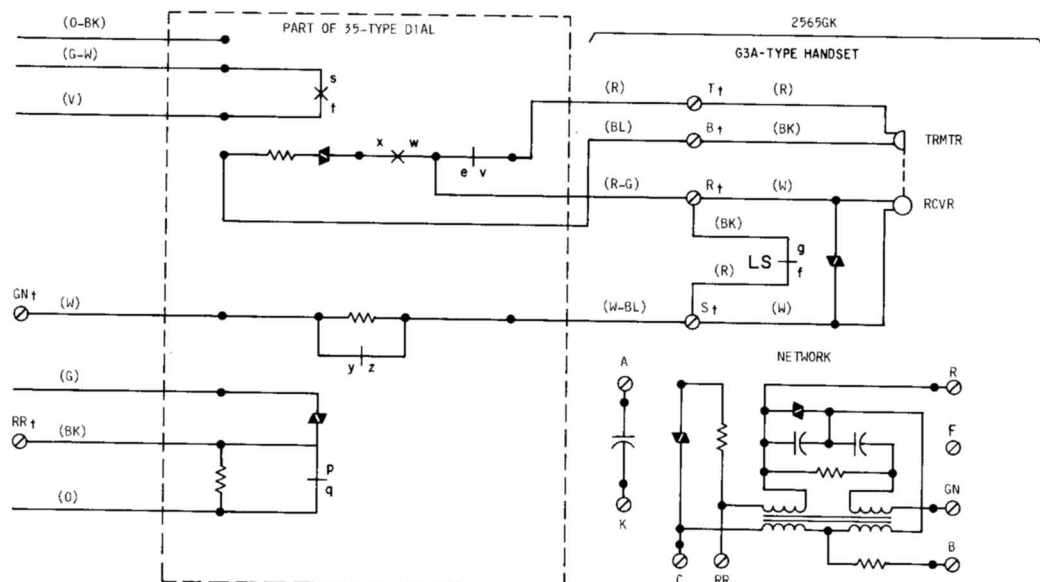 (O-BK)
PART OF 35-TYPE DIAL
2565GK
G3A-TYPE HANDSET
(G-W)
s
t
(V)
(R)
T†
(R)
(BL)
B†
(BK)
TRMTR
x
w
e
v
(R-G)
R†
(W)
RCVR
(BK)
g
LS
f
(R)
GN†
(W)
(W-BL)
S†
(W)
y
z
NETWORK
(G)
A
R
RR†
(BK)
F
p
q
(O)
K
GN
B
C
RR